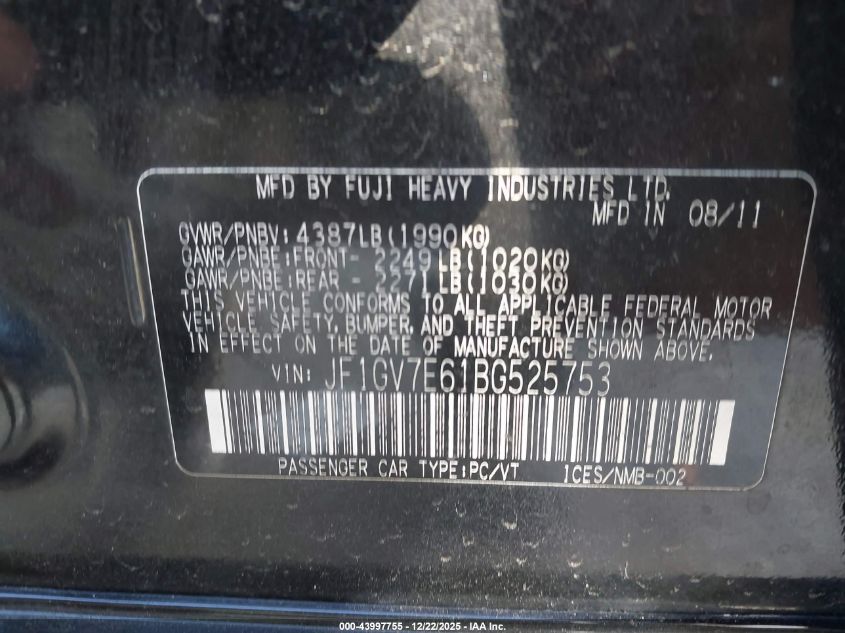 MFD BY FUJI HEAVY INDUSTRIES LTD.
MFD IN 08/11
GVWR/PNBV: 4387LB(1990KG)
GAWR/PNBE:FRONT- 2249LB(1020KG)
GAWR/PNBE:REAR - 2271LB(1030KG)
THIS VEHICLE CONFORMS TO ALL APPLICABLE FEDERAL MOTOR
VEHICLE SAFETY, BUMPER, AND THEFT PREVENTION STANDARDS
IN EFFECT ON THE DATE OF MANUFACTURE SHOWN ABOVE.
VIN: JF1GV7E61BG525753
PASSENGER CAR TYPE:PC/VT ICES/NMB-002
000-43997755 - 12/22/2025 - IAA Inc.